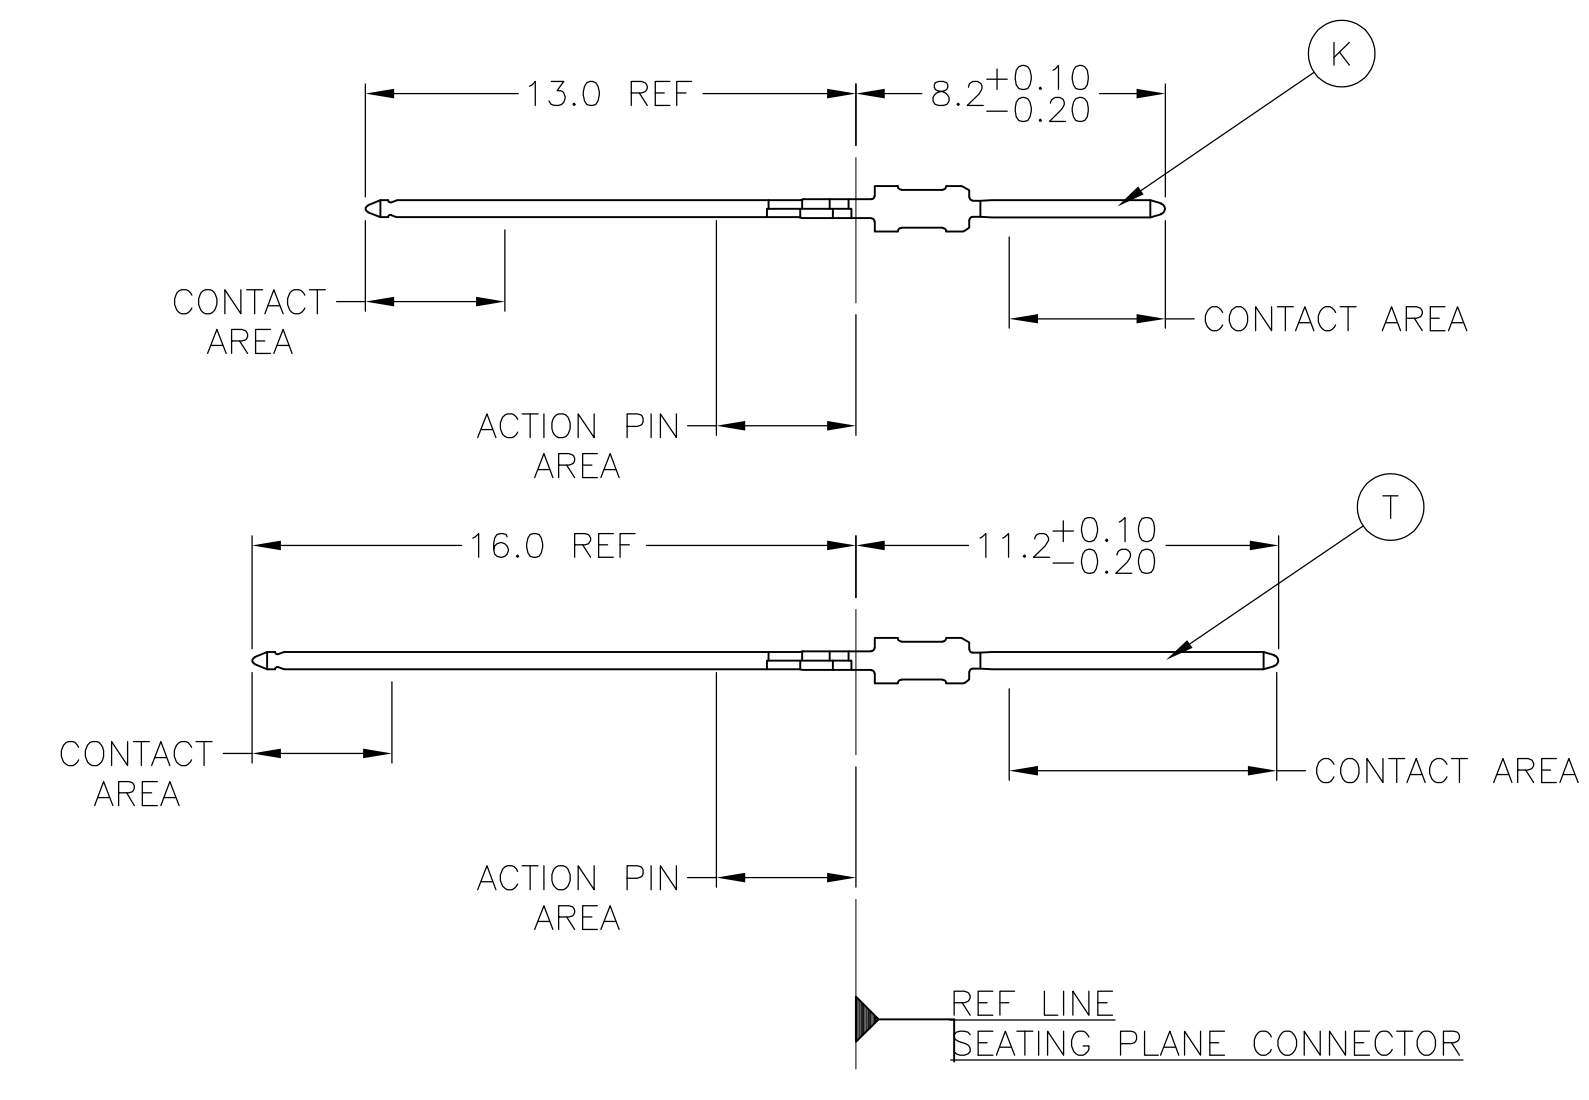 K
13.0 REF
8.2 +0.10
-0.20
CONTACT
AREA
CONTACT AREA
ACTION PIN
AREA
T
16.0 REF
11.2 +0.10
-0.20
CONTACT
AREA
CONTACT AREA
ACTION PIN
AREA
REF LINE
SEATING PLANE CONNECTOR